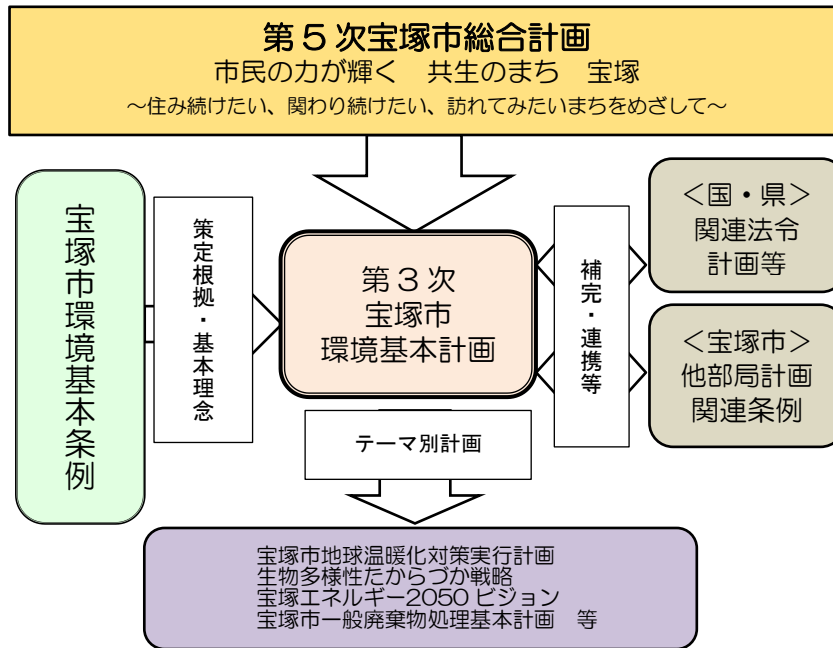 第5次宝塚市総合計画
市民の力が輝く　共生のまち　宝塚
～住み続けたい、関わり続けたい、訪れてみたいまちをめざして～
宝塚市環境基本条例
策定根拠・基本理念
第3次
宝塚市
環境基本計画
補完・連携等
＜国・県＞
関連法令
計画等
＜宝塚市＞
他部局計画
関連条例
テーマ別計画
宝塚市地球温暖化対策実行計画
生物多様性たからづか戦略
宝塚エネルギー2050ビジョン
宝塚市一般廃棄物処理基本計画　等